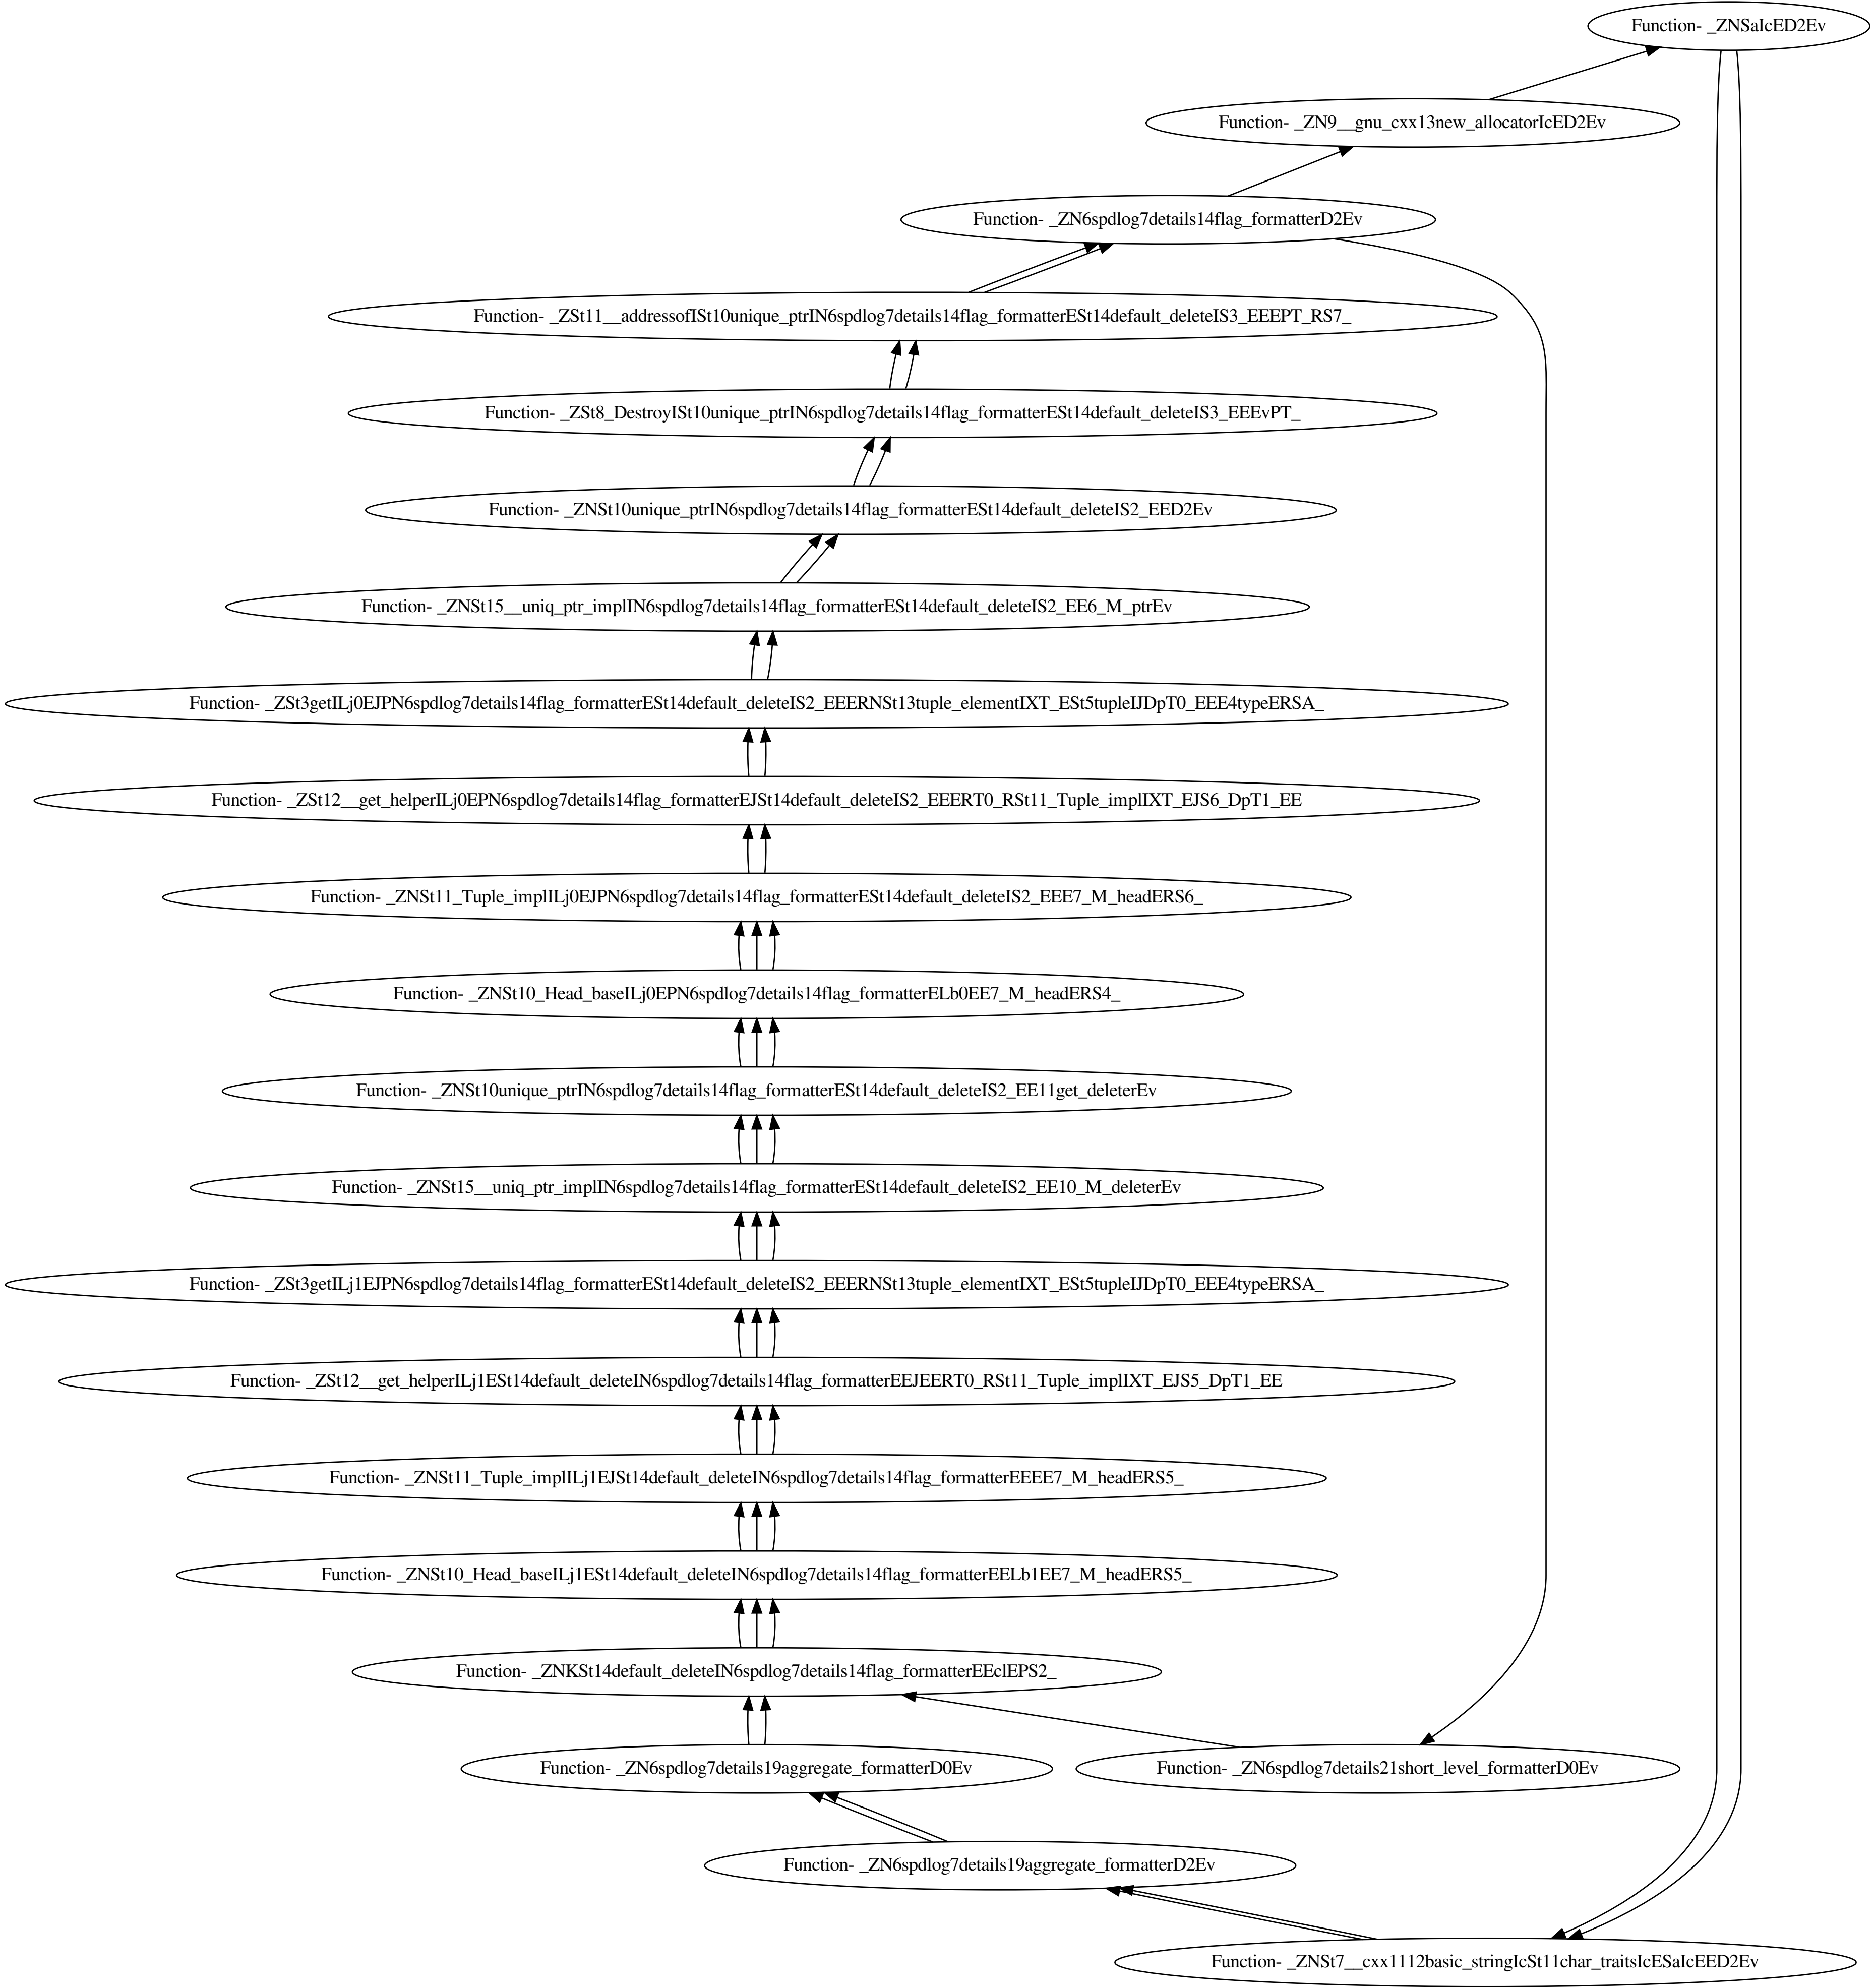 Function- _ZNSaIcED2Ev
Function- _ZN9__gnu_cxx13new_allocatorIcED2Ev
Function- _ZN6spdlog7details14flag_formatterD2Ev
Function- _ZSt11__addressofISt10unique_ptrIN6spdlog7details14flag_formatterESt14default_deleteIS3_EEEPT_RS7_
Function- _ZSt8_DestroyISt10unique_ptrIN6spdlog7details14flag_formatterESt14default_deleteIS3_EEEvPT_
Function- _ZNSt10unique_ptrIN6spdlog7details14flag_formatterESt14default_deleteIS2_EED2Ev
Function- _ZNSt15__uniq_ptr_implIN6spdlog7details14flag_formatterESt14default_deleteIS2_EE6_M_ptrEv
Function- _ZSt3getILj0EJPN6spdlog7details14flag_formatterESt14default_deleteIS2_EEERNSt13tuple_elementIXT_ESt5tupleIJDpT0_EEE4typeERSA_
Function- _ZSt12__get_helperILj0EPN6spdlog7details14flag_formatterEJSt14default_deleteIS2_EEERT0_RSt11_Tuple_implIXT_EJS6_DpT1_EE
Function- _ZNSt11_Tuple_implILj0EJPN6spdlog7details14flag_formatterESt14default_deleteIS2_EEE7_M_headERS6_
Function- _ZNSt10_Head_baseILj0EPN6spdlog7details14flag_formatterELb0EE7_M_headERS4_
Function- _ZNSt10unique_ptrIN6spdlog7details14flag_formatterESt14default_deleteIS2_EE11get_deleterEv
Function- _ZNSt15__uniq_ptr_implIN6spdlog7details14flag_formatterESt14default_deleteIS2_EE10_M_deleterEv
Function- _ZSt3getILj1EJPN6spdlog7details14flag_formatterESt14default_deleteIS2_EEERNSt13tuple_elementIXT_ESt5tupleIJDpT0_EEE4typeERSA_
Function- _ZSt12__get_helperILj1ESt14default_deleteIN6spdlog7details14flag_formatterEEJEERT0_RSt11_Tuple_implIXT_EJS5_DpT1_EE
Function- _ZNSt11_Tuple_implILj1EJSt14default_deleteIN6spdlog7details14flag_formatterEEEE7_M_headERS5_
Function- _ZNSt10_Head_baseILj1ESt14default_deleteIN6spdlog7details14flag_formatterEELb1EE7_M_headERS5_
Function- _ZNKSt14default_deleteIN6spdlog7details14flag_formatterEEclEPS2_
Function- _ZN6spdlog7details19aggregate_formatterD0Ev
Function- _ZN6spdlog7details21short_level_formatterD0Ev
Function- _ZN6spdlog7details19aggregate_formatterD2Ev
Function- _ZNSt7__cxx1112basic_stringIcSt11char_traitsIcESaIcEED2Ev